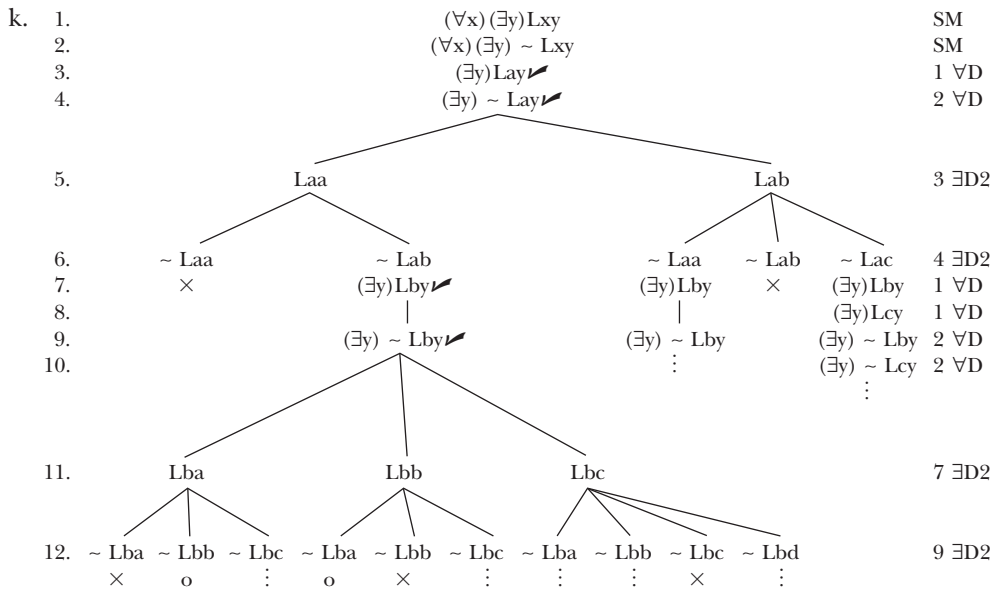 k. 1. (∀x)(∃y)Lxy SM
2. (∀x)(∃y) ~ Lxy SM
3. (∃y)Lay✔ 1 ∀D
4. (∃y) ~ Lay✔ 2 ∀D
5. Laa Lab 3 ∃D2
6. ~ Laa ~ Lab ~ Laa ~ Lab ~ Lac 4 ∃D2
7. × (∃y)Lby✔ (∃y)Lby × (∃y)Lby 1 ∀D
8. (∃y)Lcy 1 ∀D
9. (∃y) ~ Lby✔ (∃y) ~ Lby (∃y) ~ Lby 2 ∀D
10. ⋮ (∃y) ~ Lcy 2 ∀D
⋮
11. Lba Lbb Lbc 7 ∃D2
12. ~ Lba ~ Lbb ~ Lbc ~ Lba ~ Lbb ~ Lbc ~ Lba ~ Lbb ~ Lbc ~ Lbd 9 ∃D2
× o ⋮ o × ⋮ ⋮ ⋮ × ⋮